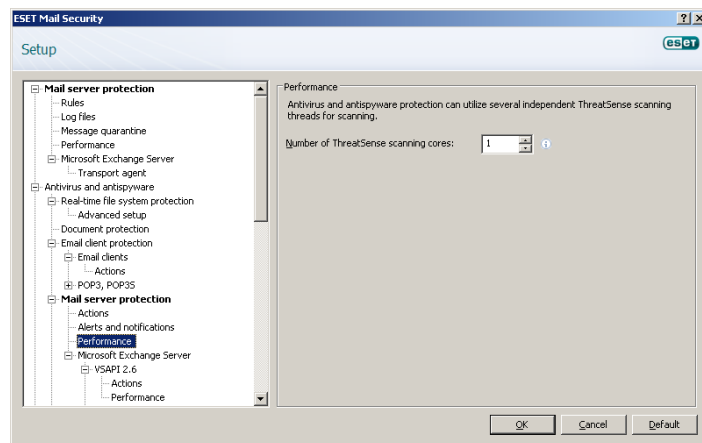 ESET Mail Security
Setup
eset
Mail server protection
Rules
Log files
Message quarantine
Performance
Microsoft Exchange Server
Transport agent
Antivirus and antispyware
Real-time file system protection
Advanced setup
Document protection
Email client protection
Email clients
Actions
POP3, POP3S
Mail server protection
Actions
Alerts and notifications
Performance
Microsoft Exchange Server
VSAPI 2.6
Actions
Performance
Performance
Antivirus and antispyware protection can utilize several independent ThreatSense scanning
threads for scanning.
Number of ThreatSense scanning cores: 1
OK Cancel Default